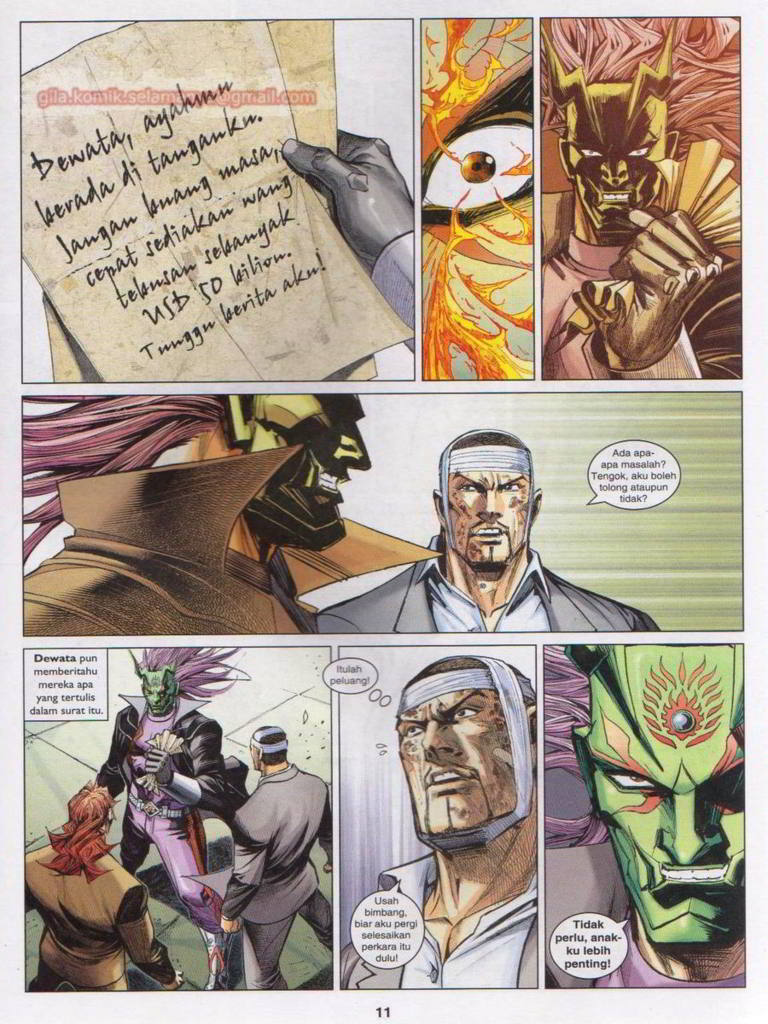 gila.komik.selamanya@gmail.com
Dewata, ayahmu
berada di tanganku.
Jangan buang masa,
cepat sediakan wang
tebusan sebanyak
USD 50 bilion.
Tunggu berita aku!
Ada apa-
apa masalah?
Tengok, aku boleh
tolong ataupun
tidak?
Dewata pun
memberitahu
mereka apa
yang tertulis
dalam surat itu.
Itulah
peluang!
Usah
bimbang,
biar aku pergi
selesaikan
perkara itu
dulu!
Tidak
perlu, anak-
ku lebih
penting!
11